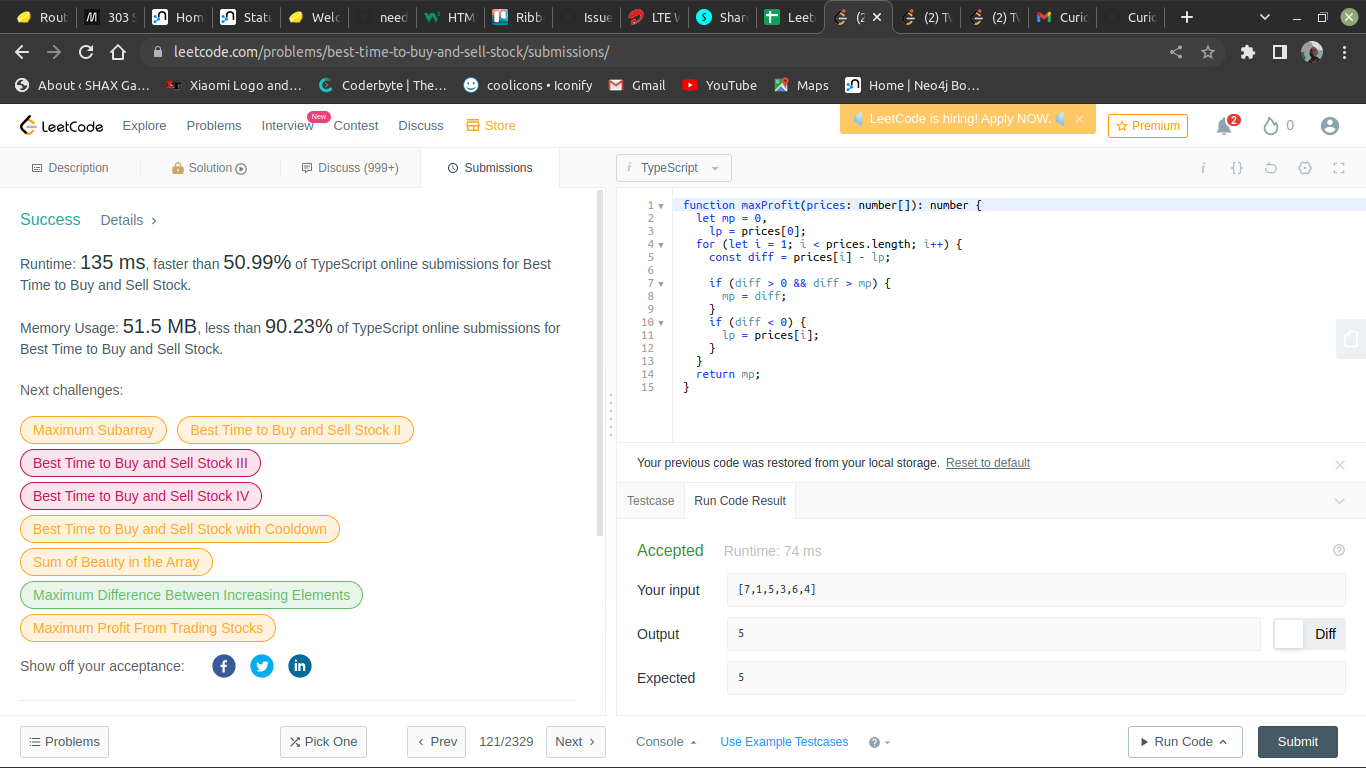 Rout
303 S
Hom
Statu
Welc
need
HTM
Ribb
Issue
LTE W
Shar
Leet
(2
(2) Tw
(2) Tw
Curic
Curic
leetcode.com/problems/best-time-to-buy-and-sell-stock/submissions/
About ‹ SHAX Ga...
Xiaomi Logo and...
Coderbyte | The...
coolicons • Iconify
Gmail
YouTube
Maps
Home | Neo4j Bo...
LeetCode
Explore
Problems
Interview
New
Contest
Discuss
Store
LeetCode is hiring! Apply NOW.
Premium
2
0
Description
Solution
Discuss (999+)
Submissions
Success
Details
Runtime: 135 ms, faster than 50.99% of TypeScript online submissions for Best
Time to Buy and Sell Stock.
Memory Usage: 51.5 MB, less than 90.23% of TypeScript online submissions for
Best Time to Buy and Sell Stock.
Next challenges:
Maximum Subarray
Best Time to Buy and Sell Stock II
Best Time to Buy and Sell Stock III
Best Time to Buy and Sell Stock IV
Best Time to Buy and Sell Stock with Cooldown
Sum of Beauty in the Array
Maximum Difference Between Increasing Elements
Maximum Profit From Trading Stocks
Show off your acceptance:
Problems
Pick One
Prev
121/2329
Next
i TypeScript
i {}
1 function maxProfit(prices: number[]): number {
2 let mp = 0,
3 lp = prices[0];
4 for (let i = 1; i < prices.length; i++) {
5 const diff = prices[i] - lp;
6
7 if (diff > 0 && diff > mp) {
8 mp = diff;
9 }
10 if (diff < 0) {
11 lp = prices[i];
12 }
13 }
14 return mp;
15 }
Your previous code was restored from your local storage. Reset to default
Testcase
Run Code Result
Accepted
Runtime: 74 ms
Your input
[7,1,5,3,6,4]
Output
5
Diff
Expected
5
Console
Use Example Testcases
Run Code
Submit